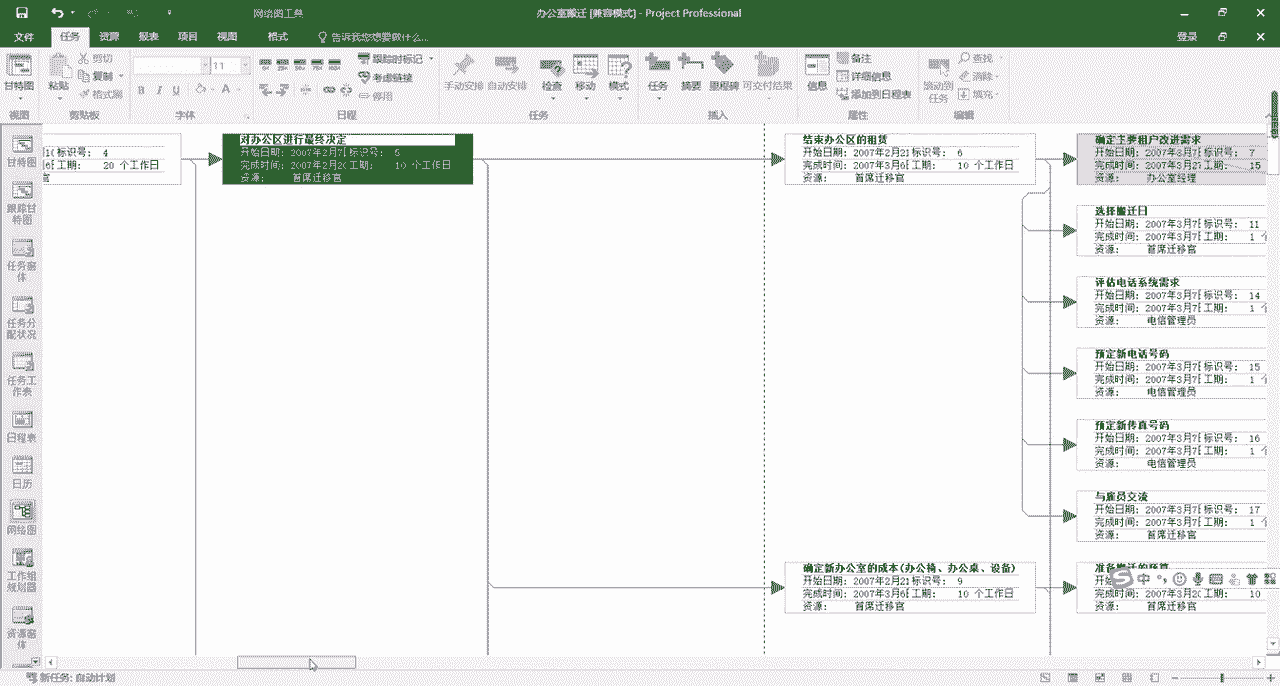 网络图工具
办公室搬迁 [兼容模式] - Project Professional
文件 任务 资源 报表 项目 视图 格式 告诉我您想要做什么... 登录
甘特图 粘贴 剪切 复制 格式刷
11
B I U A
跟踪时标记 考虑链接 停用
手动安排 自动安排 检查 移动 模式
任务 摘要 里程碑 可交付结果
信息 备注 详细信息 添加到日程表
滚动到任务 查找 清除 填充
视图 剪贴板 字体 日程 任务 插入 属性 编辑
甘特图
跟踪甘特图
任务窗体
任务分配状况
任务工作表
日程表
日历
网络图
工作组规划器
资源窗体
标识号: 4
工期: 20 个工作日
官
对办公区进行最终决定
开始日期: 2007年2月7 标识号: 5
完成时间: 2007年2月20 工期: 10 个工作日
资源: 首席迁移官
结束办公区的租赁
开始日期: 2007年2月21 标识号: 6
完成时间: 2007年3月6 工期: 10 个工作日
资源: 首席迁移官
确定主要租户改进需求
开始日期: 2007年3月7 标识号: 7
完成时间: 2007年3月27 工期: 15
资源: 办公室经理
选择搬迁日
开始日期: 2007年3月7 标识号: 11
完成时间: 2007年3月7 工期: 1 个
资源: 首席迁移官
评估电话系统需求
开始日期: 2007年3月7 标识号: 14
完成时间: 2007年3月7 工期: 1 个
资源: 电信管理员
预定新电话号码
开始日期: 2007年3月7 标识号: 15
完成时间: 2007年3月7 工期: 1 个
资源: 电信管理员
预定新传真号码
开始日期: 2007年3月7 标识号: 16
完成时间: 2007年3月7 工期: 1 个
资源: 电信管理员
与雇员交流
开始日期: 2007年3月7 标识号: 17
完成时间: 2007年3月7 工期: 1 个
资源: 首席迁移官
确定新办公室的成本(办公椅、办公桌、设备)
开始日期: 2007年2月21 标识号: 9
完成时间: 2007年3月6 工期: 10 个工作日
资源: 首席迁移官
准备搬迁的预算
开始
完成时间: 2007年3月20 工期: 10
资源: 首席迁移官
中
新任务: 自动计划